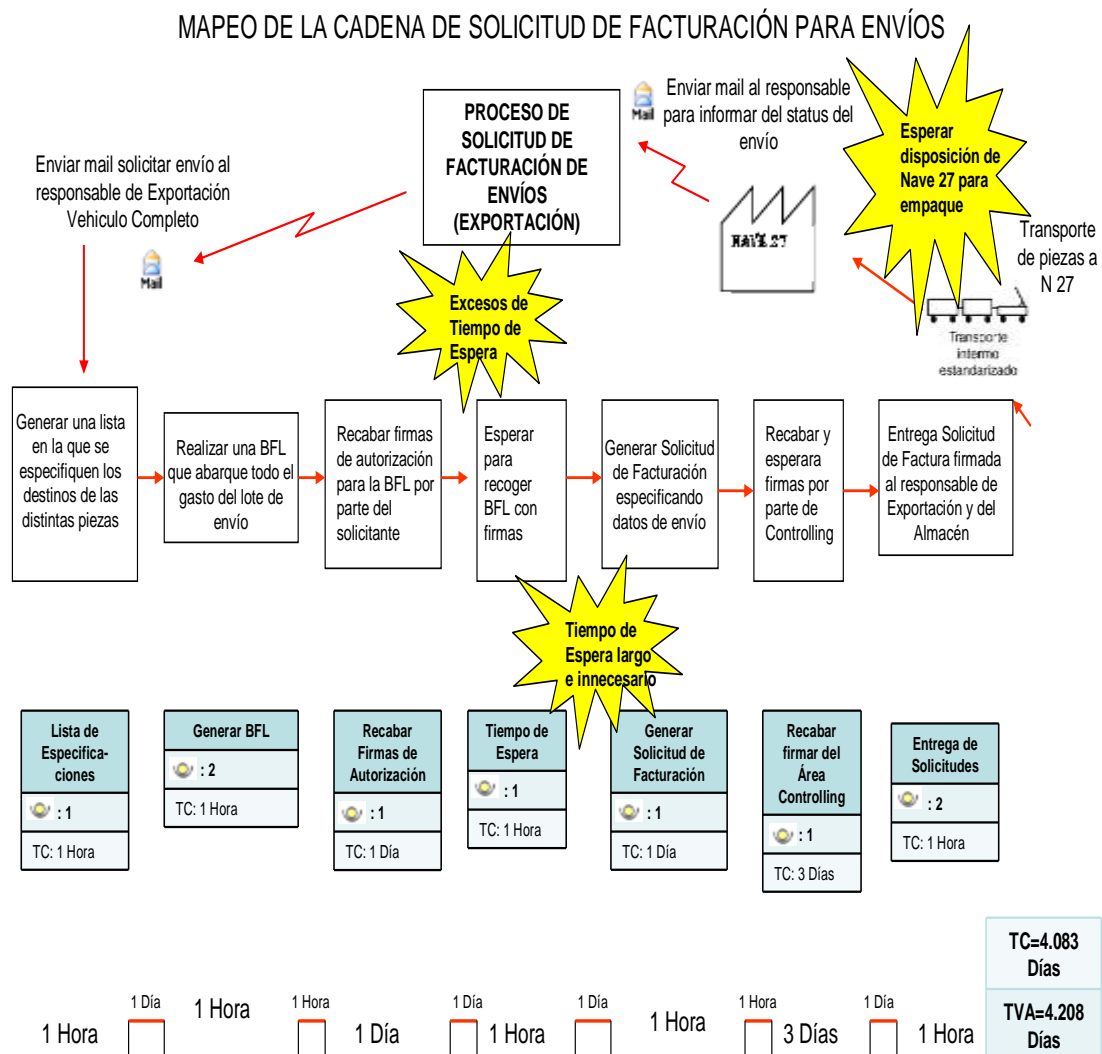 MAPEO DE LA CADENA DE SOLICITUD DE FACTURACIÓN PARA ENVÍOS
Enviar mail solicitar envío al
responsable de Exportación
Vehiculo Completo
Mail
PROCESO DE
SOLICITUD DE
FACTURACIÓN DE
ENVÍOS
(EXPORTACIÓN)
Mail
Enviar mail al responsable
para informar del status del
envío
NAVE 27
Esperar
disposición de
Nave 27 para
empaque
Transporte
de piezas a
N 27
Transporte
interno
estandarizado
Excesos de
Tiempo de
Espera
Generar una lista
en la que se
especifiquen los
destinos de las
distintas piezas
Realizar una BFL
que abarque todo el
gasto del lote de
envío
Recabar firmas
de autorización
para la BFL por
parte del
solicitante
Esperar
para
recoger
BFL con
firmas
Generar Solicitud
de Facturación
especificando
datos de envío
Recabar y
esperara
firmas por
parte de
Controlling
Entrega Solicitud
de Factura firmada
al responsable de
Exportación y del
Almacén
Tiempo de
Espera largo
e innecesario
Lista de
Especifica-
ciones
: 1
TC: 1 Hora
Generar BFL
: 2
TC: 1 Hora
Recabar
Firmas de
Autorización
: 1
TC: 1 Día
Tiempo de
Espera
: 1
TC: 1 Hora
Generar
Solicitud de
Facturación
: 1
TC: 1 Día
Recabar
firmar del
Área
Controlling
: 1
TC: 3 Días
Entrega de
Solicitudes
: 2
TC: 1 Hora
1 Hora
1 Día
1 Hora
1 Hora
1 Día
1 Día
1 Hora
1 Día
1 Hora
1 Hora
3 Días
1 Día
1 Hora
TC=4.083
Días
TVA=4.208
Días